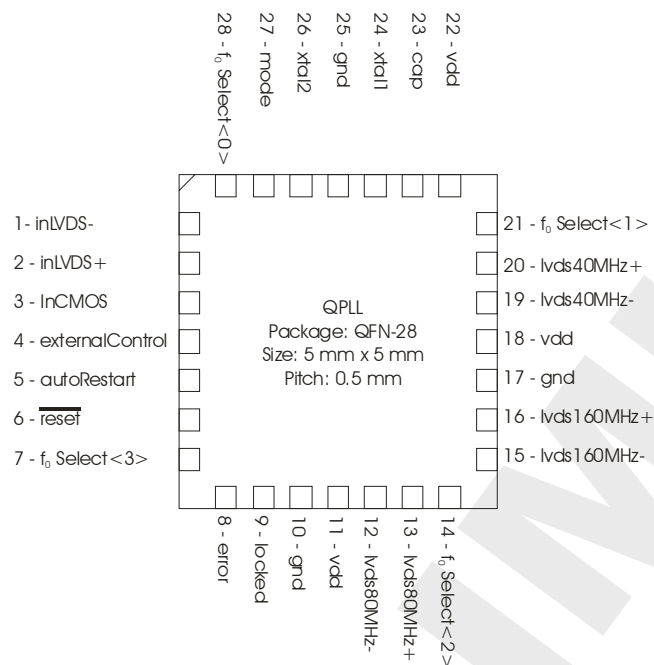 28 - f₀ Select<0>
27 - mode
26 - xtal2
25 - gnd
24 - xtal1
23 - cap
22 - vdd
1 - inLVDS-
2 - inLVDS+
3 - InCMOS
4 - externalControl
5 - autoRestart
6 - reset
7 - f₀ Select<3>
QPLL
Package: QFN-28
Size: 5 mm x 5 mm
Pitch: 0.5 mm
21 - f₀ Select<1>
20 - lvds40MHz+
19 - lvds40MHz-
18 - vdd
17 - gnd
16 - lvds160MHz+
15 - lvds160MHz-
8 - error
9 - locked
10 - gnd
11 - vdd
12 - lvds80MHz-
13 - lvds80MHz+
14 - f₀ Select<2>